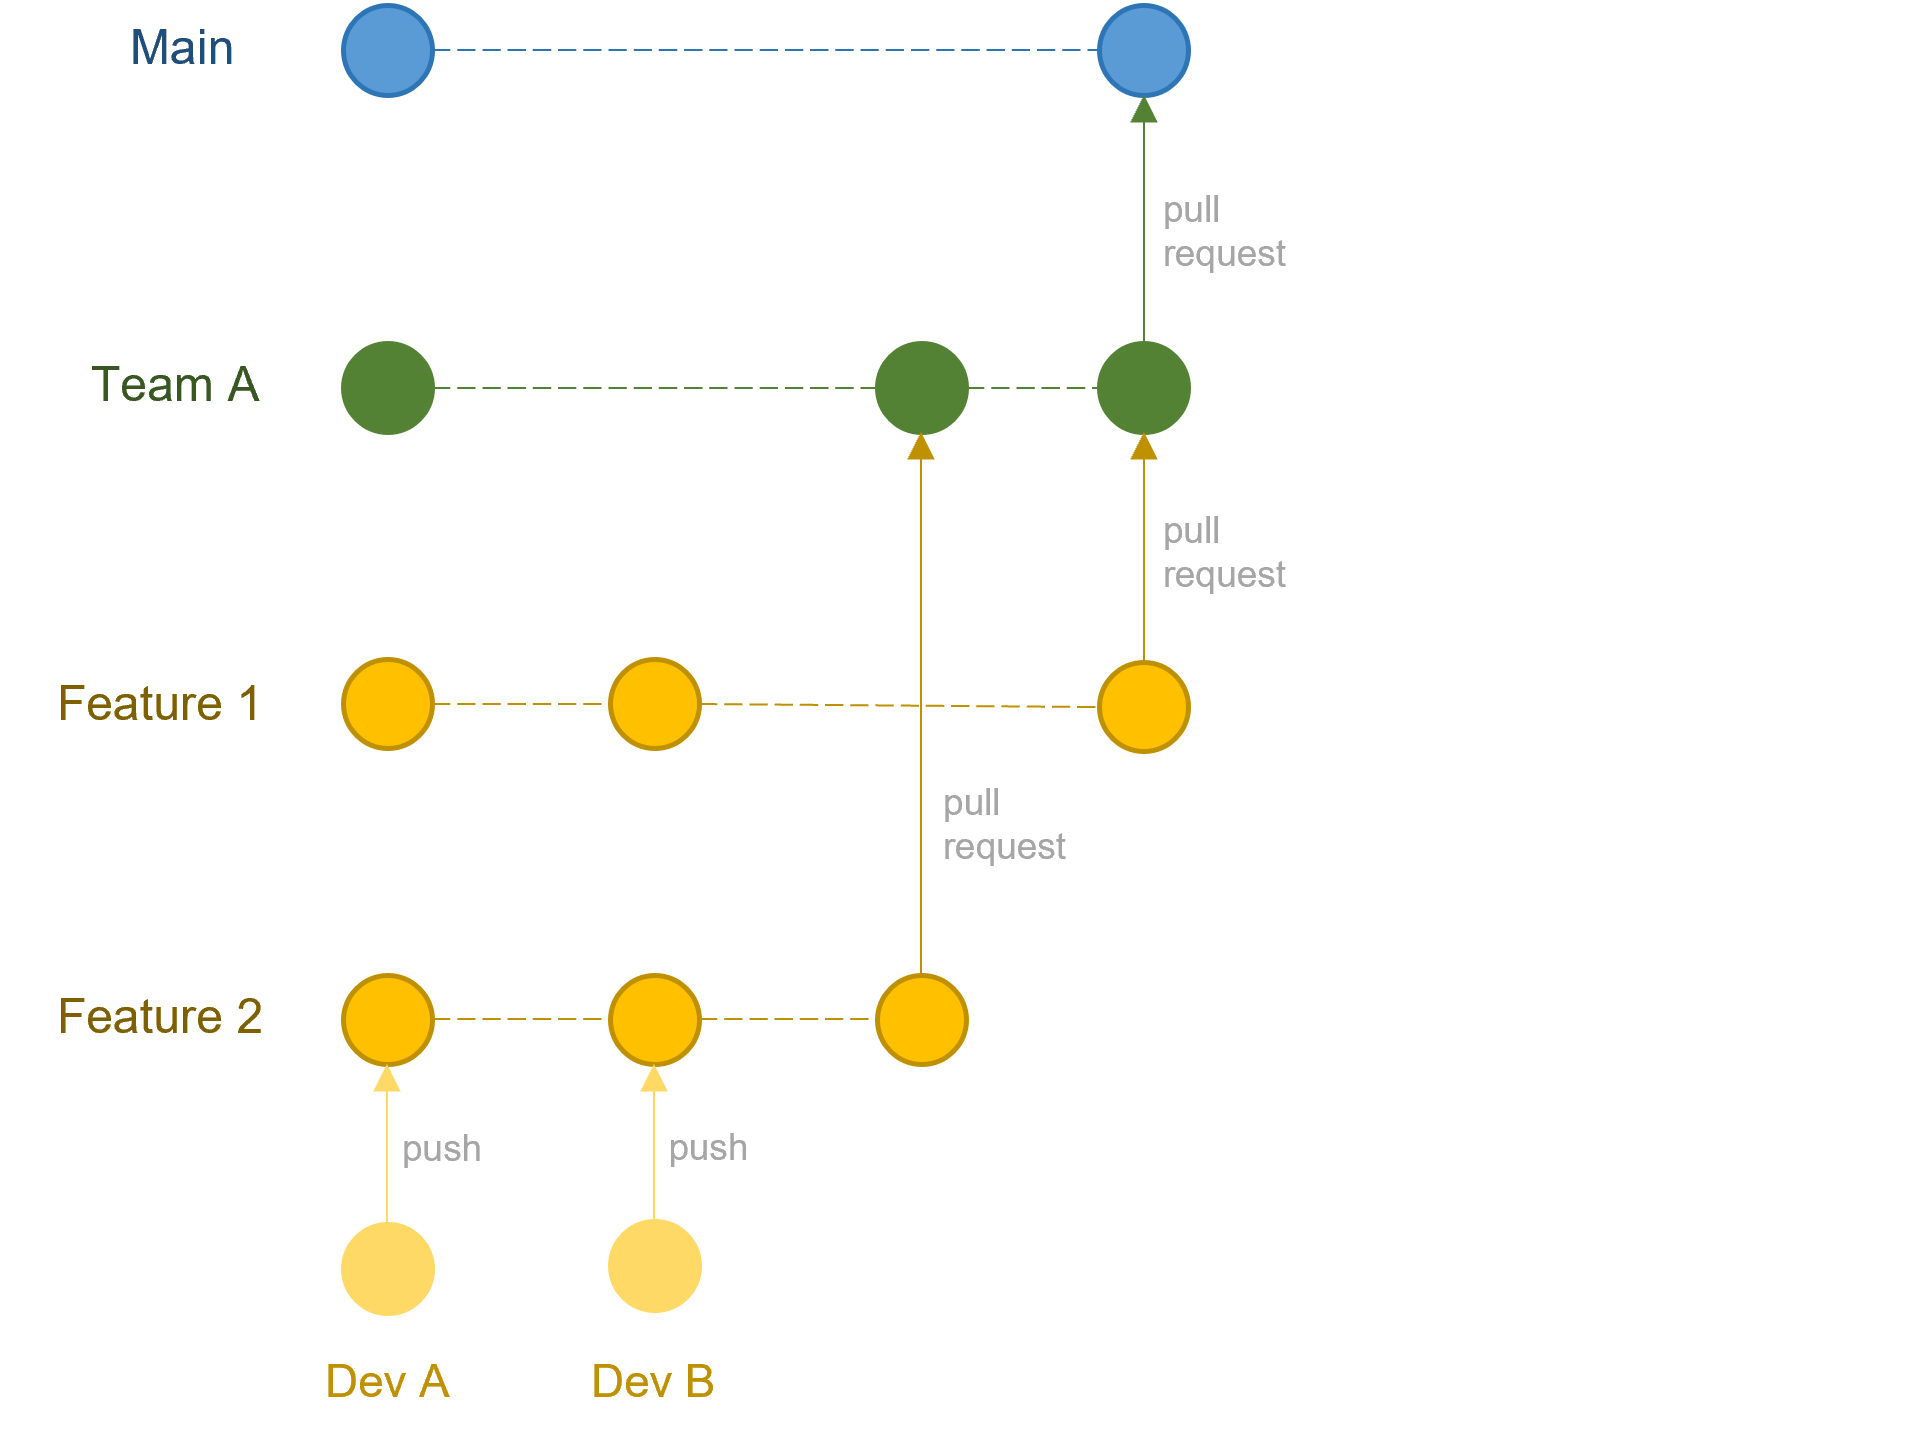 Main
pull
request
Team A
pull
request
Feature 1
pull
request
Feature 2
push
push
Dev A
Dev B